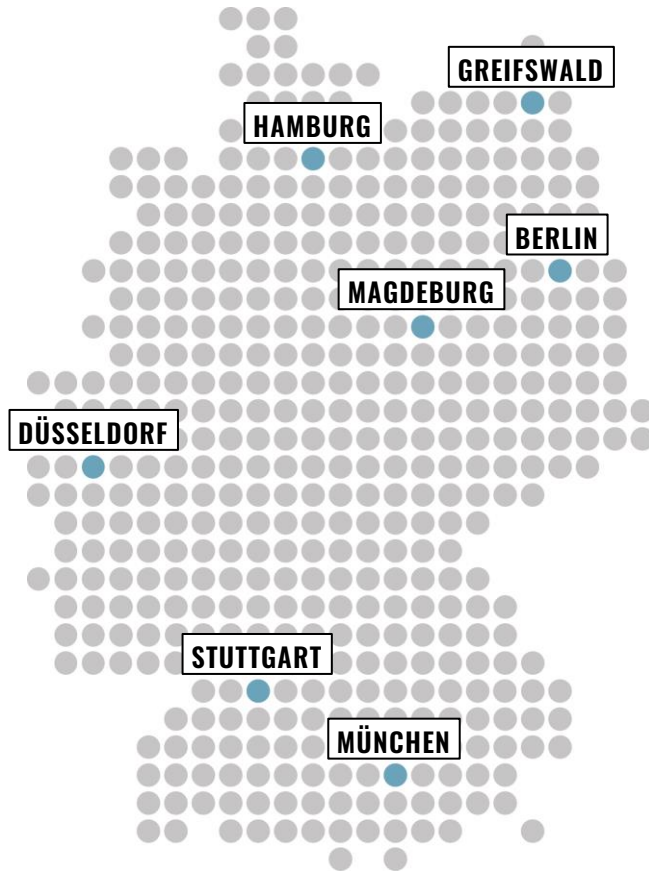 GREIFSWALD
HAMBURG
BERLIN
MAGDEBURG
DÜSSELDORF
STUTTGART
MÜNCHEN